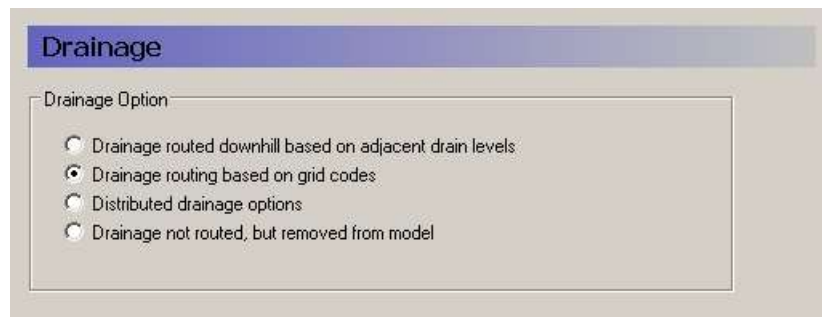 Drainage
Drainage Option
Drainage routed downhill based on adjacent drain levels
Drainage routing based on grid codes
Distributed drainage options
Drainage not routed, but removed from model